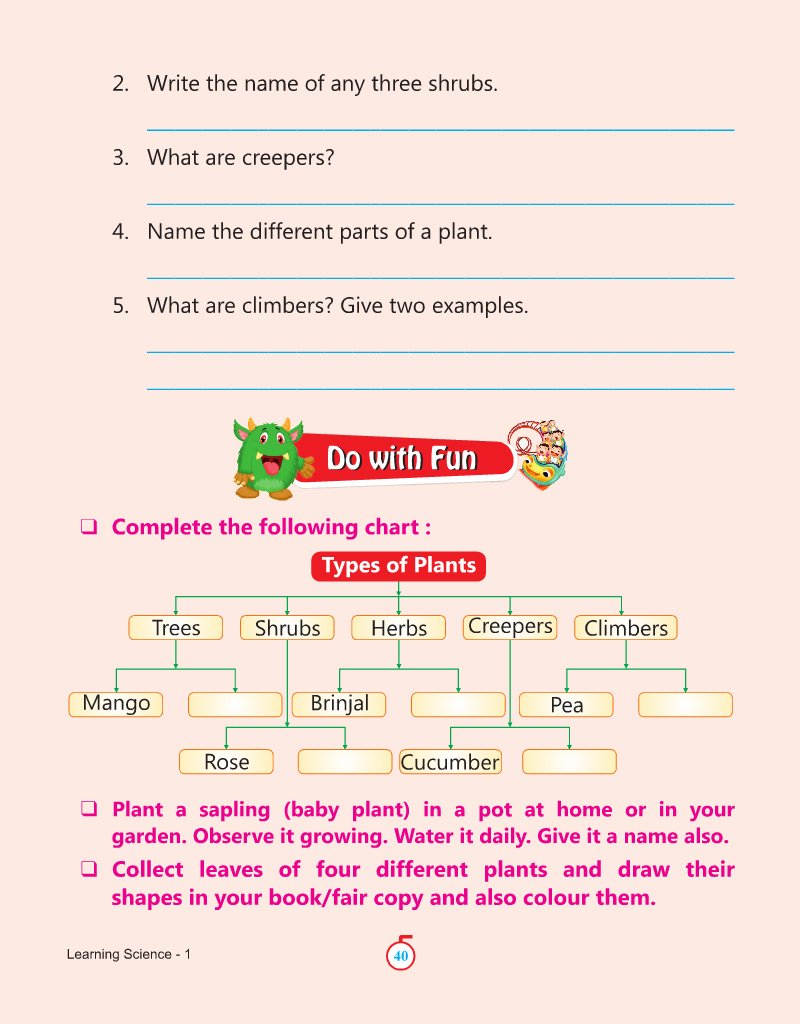 2. Write the name of any three shrubs.
3. What are creepers?
4. Name the different parts of a plant.
5. What are climbers? Give two examples.
Do with Fun
❑ Complete the following chart :
Types of Plants
Trees Shrubs Herbs Creepers Climbers
Mango Brinjal Pea
Rose Cucumber
❑ Plant a sapling (baby plant) in a pot at home or in your
garden. Observe it growing. Water it daily. Give it a name also.
❑ Collect leaves of four different plants and draw their
shapes in your book/fair copy and also colour them.
Learning Science - 1
40